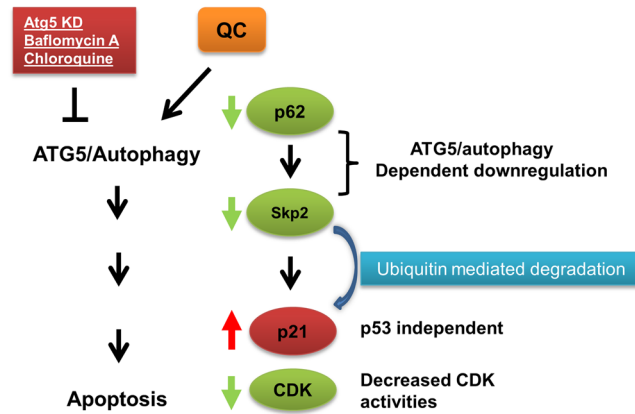 Atg5 KD
Baflomycin A
Chloroquine
QC
p62
ATG5/Autophagy
ATG5/autophagy
Dependent downregulation
Skp2
Ubiquitin mediated degradation
p21
p53 independent
Apoptosis
CDK
Decreased CDK
activities